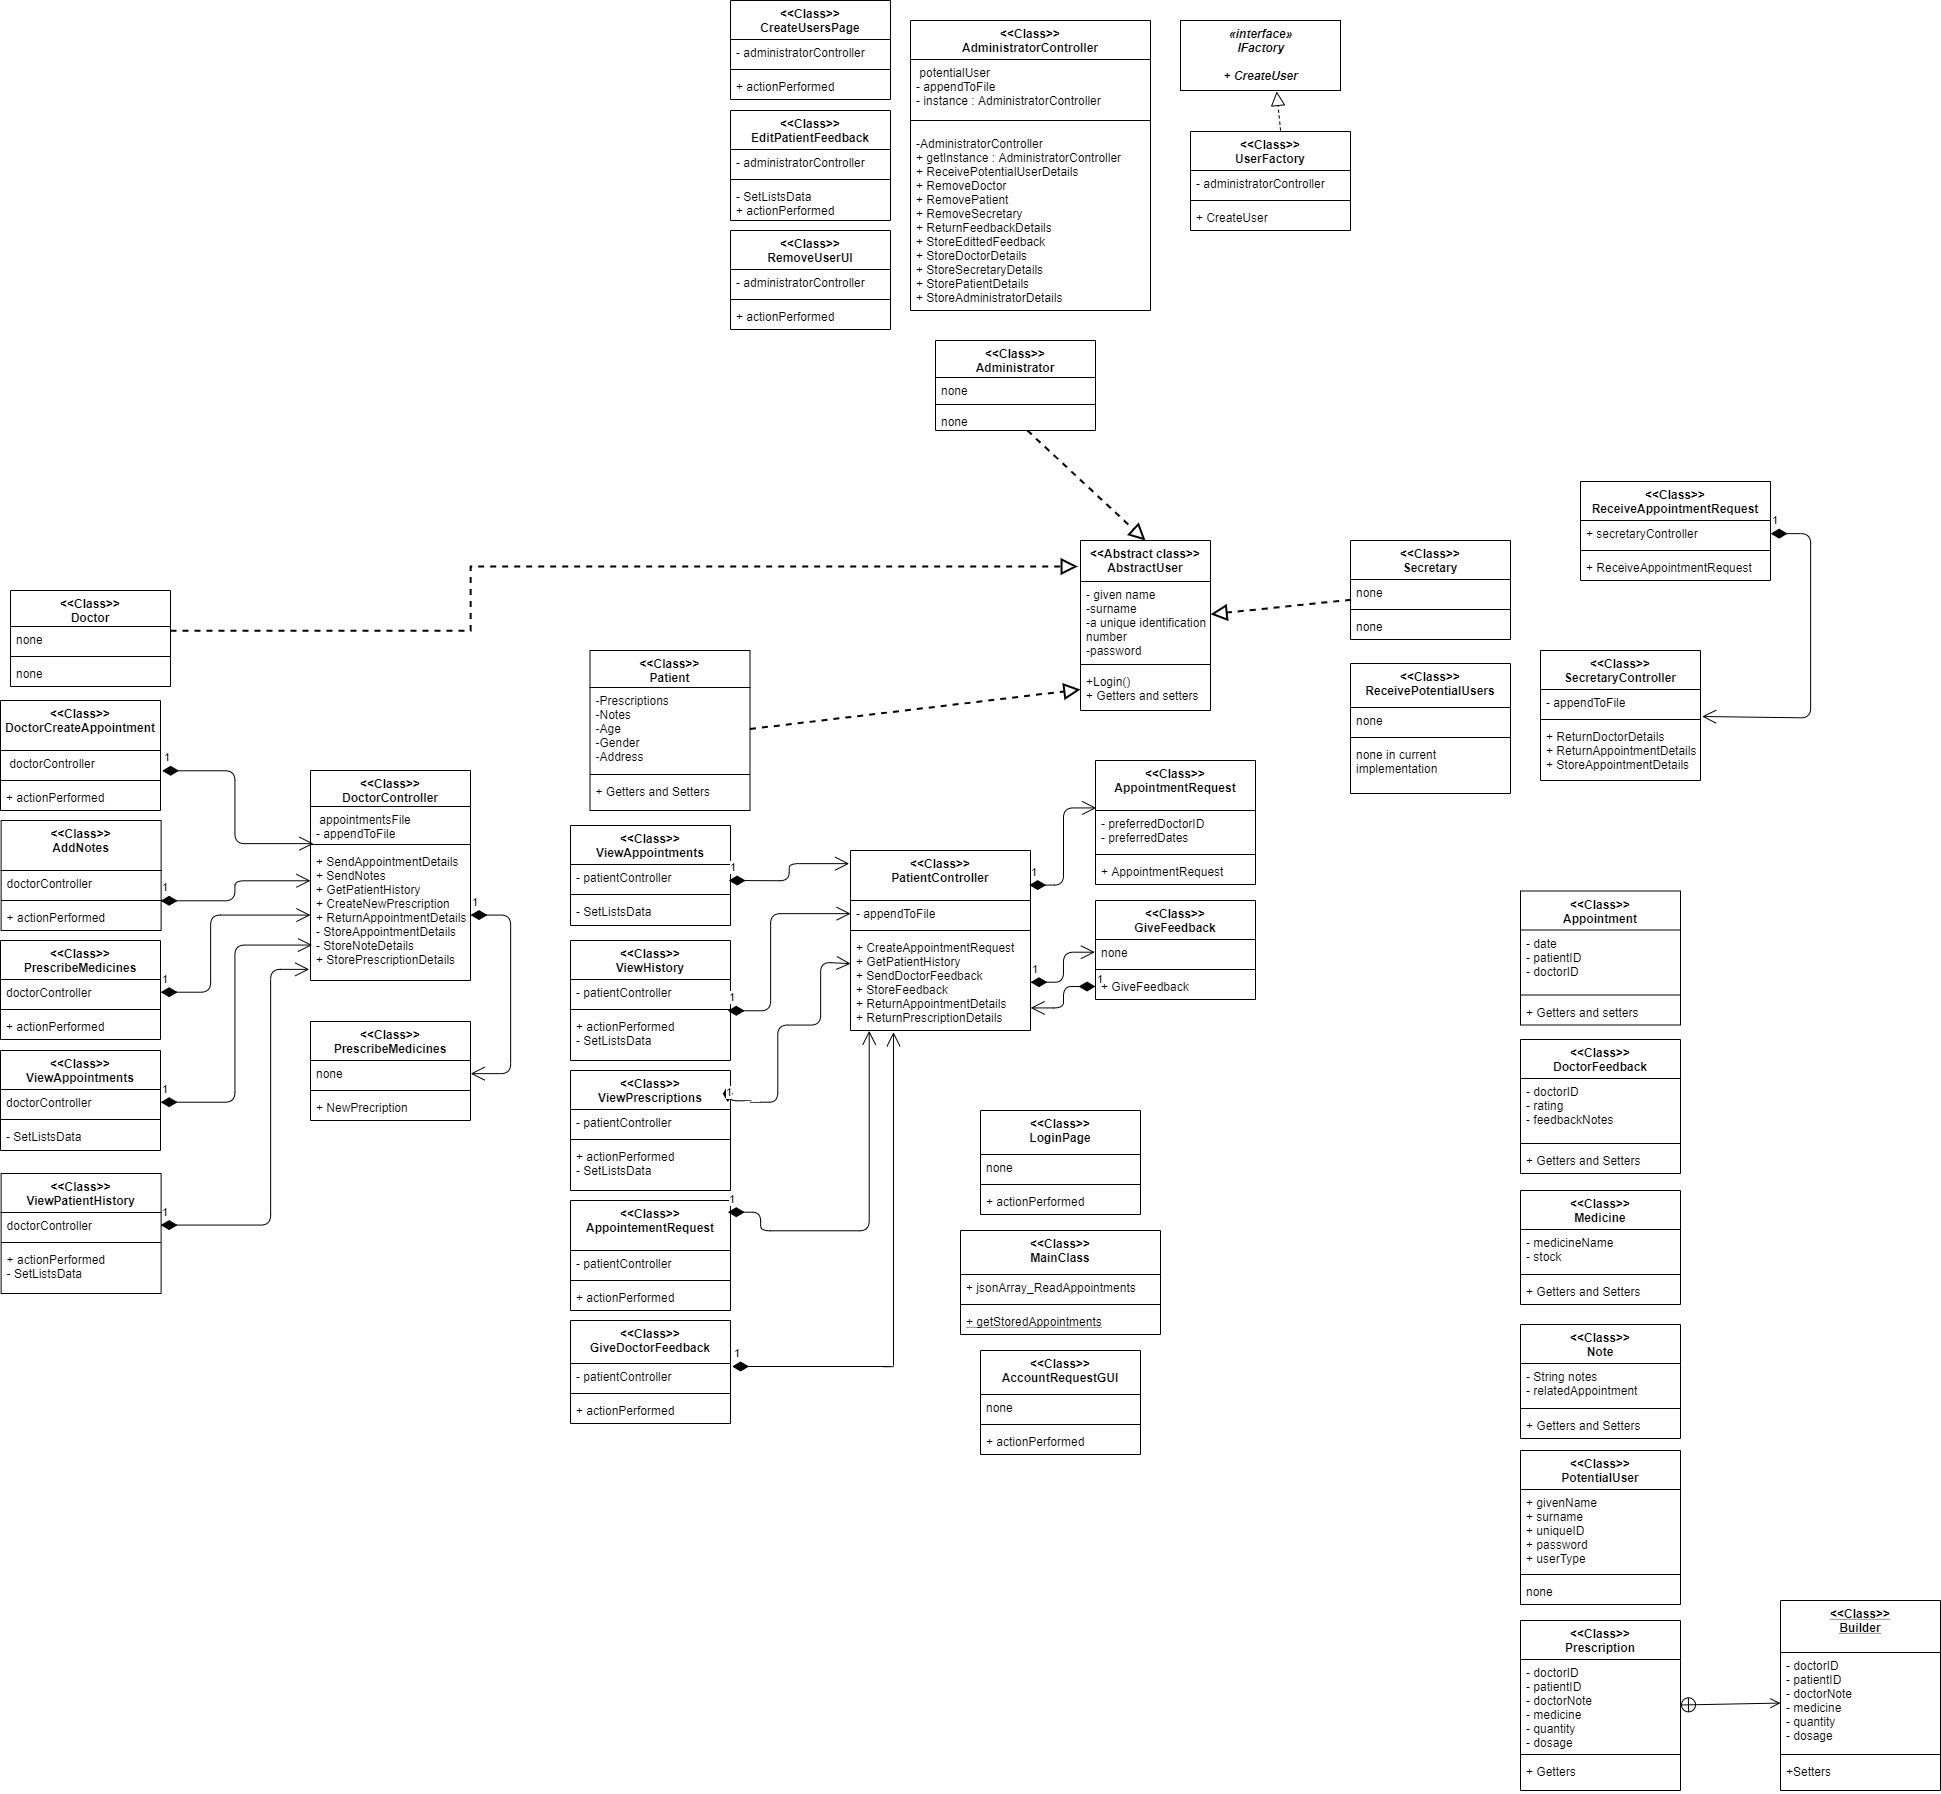 <<Class>>
CreateUsersPage
- administratorController
+ actionPerformed
<<Class>>
EditPatientFeedback
- administratorController
- SetListsData
+ actionPerformed
<<Class>>
RemoveUserUI
- administratorController
+ actionPerformed
<<Class>>
AdministratorController
potentialUser
- appendToFile
- instance : AdministratorController
-AdministratorController
+ getInstance : AdministratorController
+ ReceivePotentialUserDetails
+ RemoveDoctor
+ RemovePatient
+ RemoveSecretary
+ ReturnFeedbackDetails
+ StoreEdittedFeedback
+ StoreDoctorDetails
+ StoreSecretaryDetails
+ StorePatientDetails
+ StoreAdministratorDetails
«interface»
IFactory
+ CreateUser
<<Class>>
UserFactory
- administratorController
+ CreateUser
<<Class>>
Administrator
none
none
<<Abstract class>>
AbstractUser
- given name
-surname
-a unique identification
number
-password
+Login()
+ Getters and setters
<<Class>>
Secretary
none
none
<<Class>>
ReceiveAppointmentRequest
+ secretaryController
+ ReceiveAppointmentRequest
1
<<Class>>
ReceivePotentialUsers
none
none in current
implementation
<<Class>>
SecretaryController
- appendToFile
+ ReturnDoctorDetails
+ ReturnAppointmentDetails
+ StoreAppointmentDetails
<<Class>>
Doctor
none
none
<<Class>>
DoctorCreateAppointment
doctorController
+ actionPerformed
1
<<Class>>
AddNotes
doctorController
+ actionPerformed
1
<<Class>>
PrescribeMedicines
doctorController
+ actionPerformed
1
<<Class>>
ViewAppointments
doctorController
- SetListsData
1
<<Class>>
ViewPatientHistory
doctorController
+ actionPerformed
- SetListsData
1
<<Class>>
DoctorController
appointmentsFile
- appendToFile
+ SendAppointmentDetails
+ SendNotes
+ GetPatientHistory
+ CreateNewPrescription
+ ReturnAppointmentDetails
- StoreAppointmentDetails
- StoreNoteDetails
+ StorePrescriptionDetails
1
<<Class>>
PrescribeMedicines
none
+ NewPrecription
<<Class>>
Patient
-Prescriptions
-Notes
-Age
-Gender
-Address
+ Getters and Setters
<<Class>>
ViewAppointments
- patientController
- SetListsData
1
<<Class>>
ViewHistory
- patientController
+ actionPerformed
- SetListsData
1
<<Class>>
ViewPrescriptions
- patientController
+ actionPerformed
- SetListsData
1
<<Class>>
AppointementRequest
- patientController
+ actionPerformed
1
<<Class>>
GiveDoctorFeedback
- patientController
+ actionPerformed
1
<<Class>>
PatientController
- appendToFile
+ CreateAppointmentRequest
+ GetPatientHistory
+ SendDoctorFeedback
+ StoreFeedback
+ ReturnAppointmentDetails
+ ReturnPrescriptionDetails
1
1
<<Class>>
AppointmentRequest
- preferredDoctorID
- preferredDates
+ AppointmentRequest
<<Class>>
GiveFeedback
none
+ GiveFeedback
1
<<Class>>
LoginPage
none
+ actionPerformed
<<Class>>
MainClass
+ jsonArray_ReadAppointments
+ getStoredAppointments
<<Class>>
AccountRequestGUI
none
+ actionPerformed
<<Class>>
Appointment
- date
- patientID
- doctorID
+ Getters and setters
<<Class>>
DoctorFeedback
- doctorID
- rating
- feedbackNotes
+ Getters and Setters
<<Class>>
Medicine
- medicineName
- stock
+ Getters and Setters
<<Class>>
Note
- String notes
- relatedAppointment
+ Getters and Setters
<<Class>>
PotentialUser
+ givenName
+ surname
+ uniqueID
+ password
+ userType
none
<<Class>>
Prescription
- doctorID
- patientID
- doctorNote
- medicine
- quantity
- dosage
+ Getters
<<Class>>
Builder
- doctorID
- patientID
- doctorNote
- medicine
- quantity
- dosage
+Setters